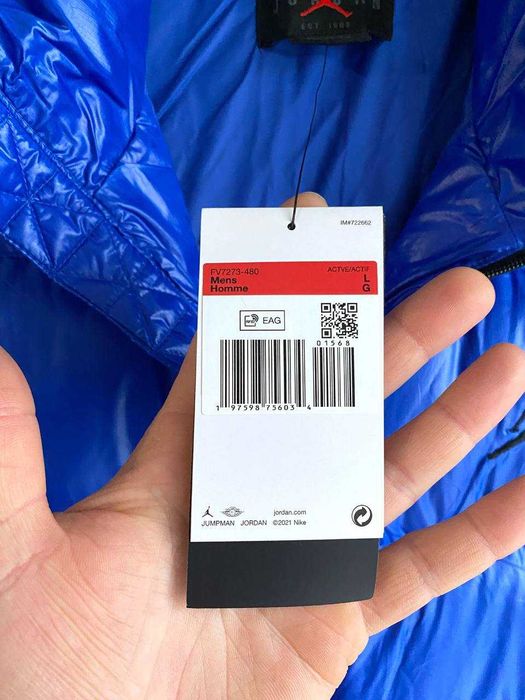 JORDAN
EST. 1985
IM#722662
FV7273-480 ACTVE/ACTIF
Mens L
Homme G
EAG
01568
1 97598 75603 4
jordan.com
JUMPMAN JORDAN ©2021 Nike